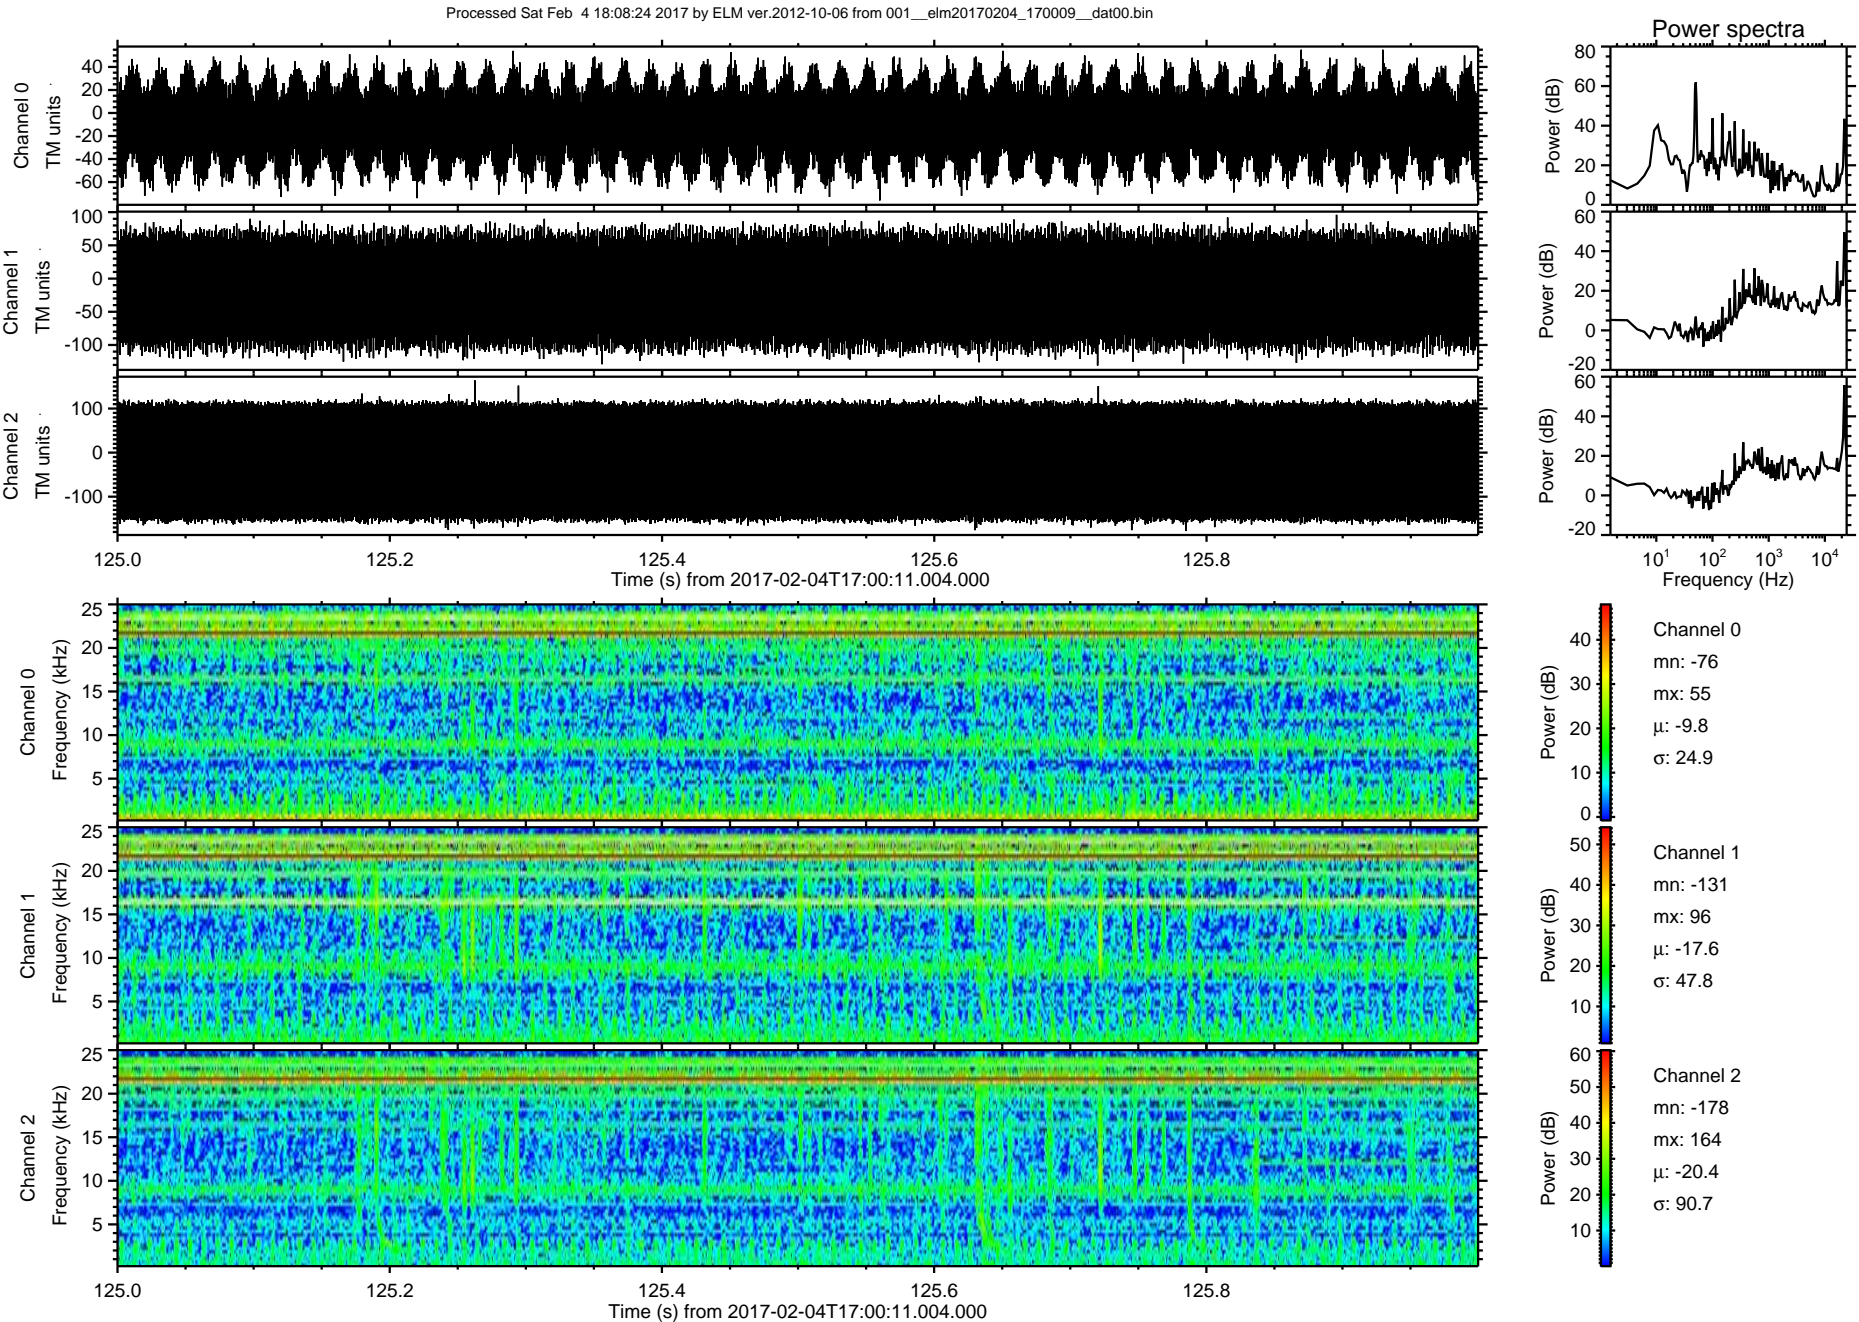 Processed Sat Feb  4 18:08:24 2017 by ELM ver.2012-10-06 from 001__elm20170204_170009__dat00.bin
Power spectra
Channel 0
TM units
40
20
0
-20
-40
-60
Power (dB)
80
60
40
20
0
Channel 1
TM units
100
50
0
-50
-100
Power (dB)
60
40
20
0
-20
Channel 2
TM units
100
0
-100
Power (dB)
60
40
20
0
-20
125.0 125.2 125.4 125.6 125.8
Time (s) from 2017-02-04T17:00:11.004.000
10¹ 10² 10³ 10⁴
Frequency (Hz)
Channel 0
Frequency (kHz)
25
20
15
10
5
Power (dB)
40
30
20
10
0
Channel 0
mn: -76
mx: 55
μ: -9.8
σ: 24.9
Channel 1
Frequency (kHz)
25
20
15
10
5
Power (dB)
50
40
30
20
10
Channel 1
mn: -131
mx: 96
μ: -17.6
σ: 47.8
Channel 2
Frequency (kHz)
25
20
15
10
5
Power (dB)
60
50
40
30
20
10
Channel 2
mn: -178
mx: 164
μ: -20.4
σ: 90.7
125.0 125.2 125.4 125.6 125.8
Time (s) from 2017-02-04T17:00:11.004.000